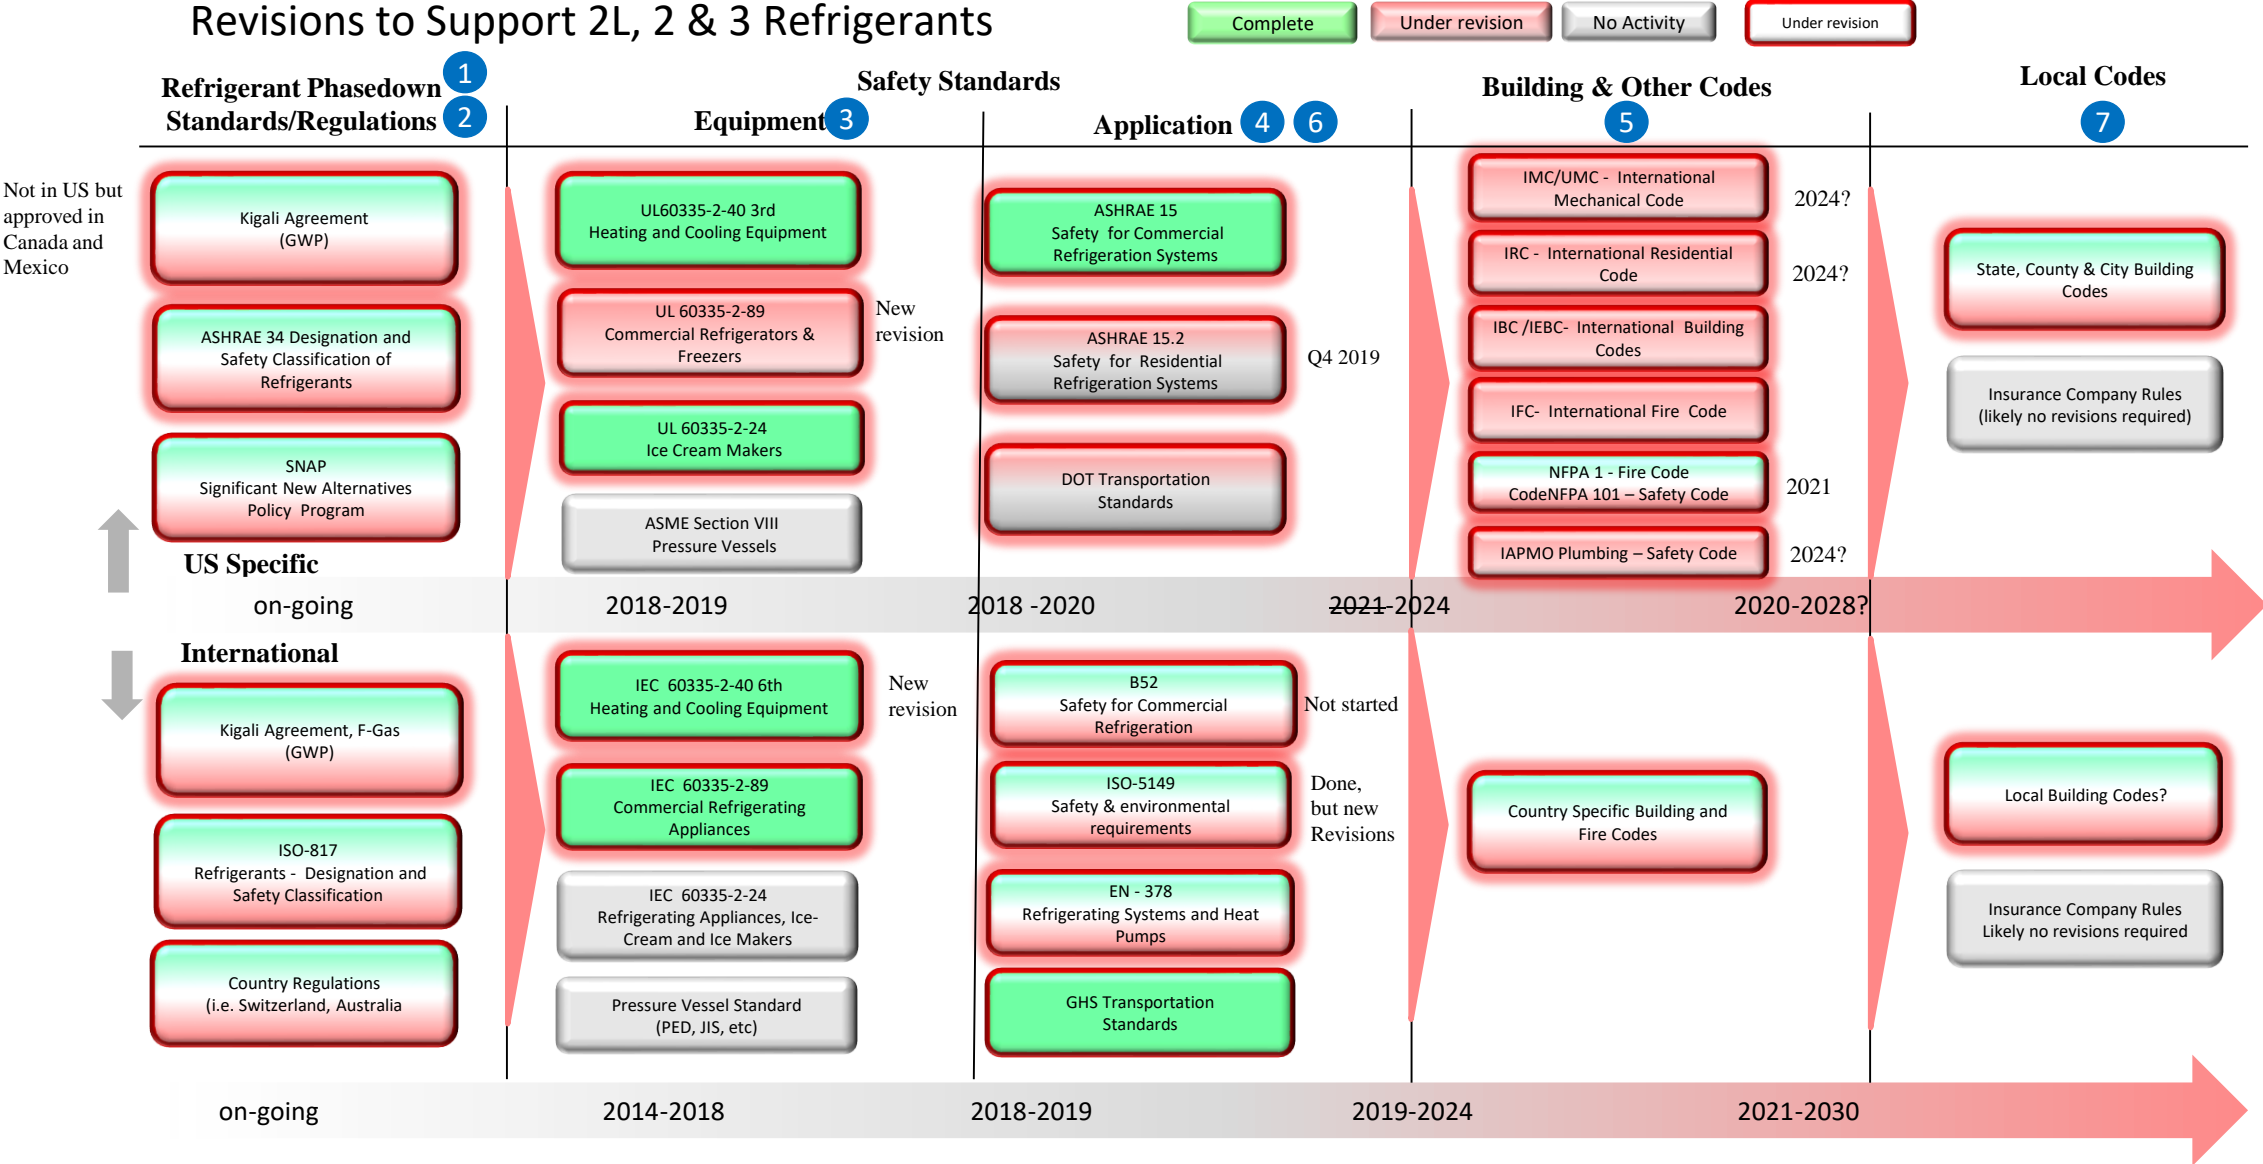 Revisions to Support 2L, 2 & 3 Refrigerants
Complete
Under revision
No Activity
Under revision
Refrigerant Phasedown
Standards/Regulations
1
2
Safety Standards
Equipment
3
Application
4
6
Building & Other Codes
5
Local Codes
7
Not in US but
approved in
Canada and
Mexico
Kigali Agreement
(GWP)
ASHRAE 34 Designation and
Safety Classification of
Refrigerants
SNAP
Significant New Alternatives
Policy Program
US Specific
UL60335-2-40 3rd
Heating and Cooling Equipment
UL 60335-2-89
Commercial Refrigerators &
Freezers
New
revision
UL 60335-2-24
Ice Cream Makers
ASME Section VIII
Pressure Vessels
ASHRAE 15
Safety for Commercial
Refrigeration Systems
ASHRAE 15.2
Safety for Residential
Refrigeration Systems
Q4 2019
DOT Transportation
Standards
IMC/UMC - International
Mechanical Code
2024?
IRC - International Residential
Code
2024?
IBC /IEBC- International Building
Codes
IFC- International Fire Code
NFPA 1 - Fire Code
CodeNFPA 101 – Safety Code
2021
IAPMO Plumbing – Safety Code
2024?
State, County & City Building
Codes
Insurance Company Rules
(likely no revisions required)
on-going
2018-2019
2018 -2020
2021-2024
2020-2028?
International
Kigali Agreement, F-Gas
(GWP)
ISO-817
Refrigerants - Designation and
Safety Classification
Country Regulations
(i.e. Switzerland, Australia
IEC 60335-2-40 6th
Heating and Cooling Equipment
New
revision
IEC 60335-2-89
Commercial Refrigerating
Appliances
IEC 60335-2-24
Refrigerating Appliances, Ice-
Cream and Ice Makers
Pressure Vessel Standard
(PED, JIS, etc)
B52
Safety for Commercial
Refrigeration
Not started
ISO-5149
Safety & environmental
requirements
Done,
but new
Revisions
EN - 378
Refrigerating Systems and Heat
Pumps
GHS Transportation
Standards
Country Specific Building and
Fire Codes
Local Building Codes?
Insurance Company Rules
Likely no revisions required
on-going
2014-2018
2018-2019
2019-2024
2021-2030